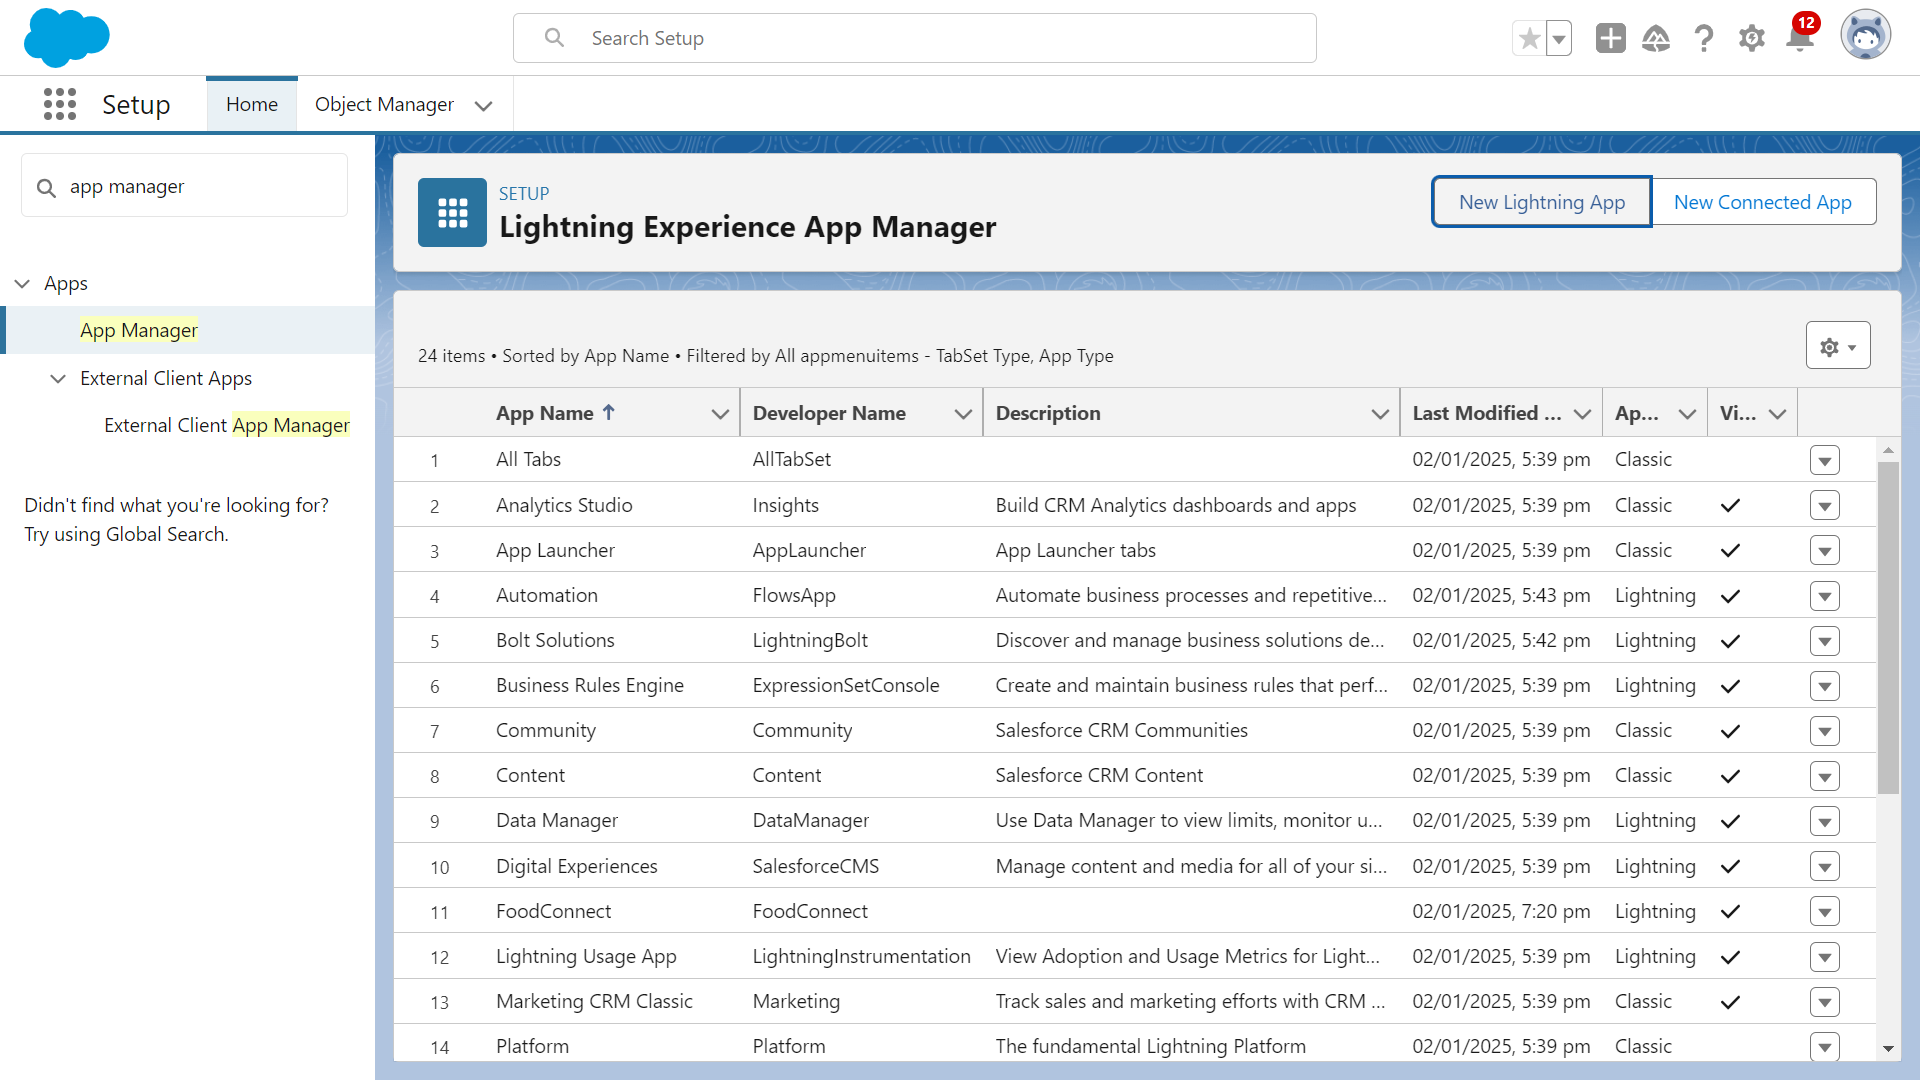 Search Setup
12
Setup
Home
Object Manager
app manager
Apps
App Manager
External Client Apps
External Client App Manager
Didn't find what you're looking for?
Try using Global Search.
SETUP
Lightning Experience App Manager
New Lightning App
New Connected App
24 items • Sorted by App Name • Filtered by All appmenuitems - TabSet Type, App Type
App Name Developer Name Description Last Modified ... Ap... Vi...
1 All Tabs AllTabSet 02/01/2025, 5:39 pm Classic
2 Analytics Studio Insights Build CRM Analytics dashboards and apps 02/01/2025, 5:39 pm Classic
3 App Launcher AppLauncher App Launcher tabs 02/01/2025, 5:39 pm Classic
4 Automation FlowsApp Automate business processes and repetitive... 02/01/2025, 5:43 pm Lightning
5 Bolt Solutions LightningBolt Discover and manage business solutions de... 02/01/2025, 5:42 pm Lightning
6 Business Rules Engine ExpressionSetConsole Create and maintain business rules that perf... 02/01/2025, 5:39 pm Lightning
7 Community Community Salesforce CRM Communities 02/01/2025, 5:39 pm Classic
8 Content Content Salesforce CRM Content 02/01/2025, 5:39 pm Classic
9 Data Manager DataManager Use Data Manager to view limits, monitor u... 02/01/2025, 5:39 pm Lightning
10 Digital Experiences SalesforceCMS Manage content and media for all of your si... 02/01/2025, 5:39 pm Lightning
11 FoodConnect FoodConnect 02/01/2025, 7:20 pm Lightning
12 Lightning Usage App LightningInstrumentation View Adoption and Usage Metrics for Light... 02/01/2025, 5:39 pm Lightning
13 Marketing CRM Classic Marketing Track sales and marketing efforts with CRM ... 02/01/2025, 5:39 pm Classic
14 Platform Platform The fundamental Lightning Platform 02/01/2025, 5:39 pm Classic